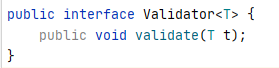 public interface Validator<T> {
    public void validate(T t);
}